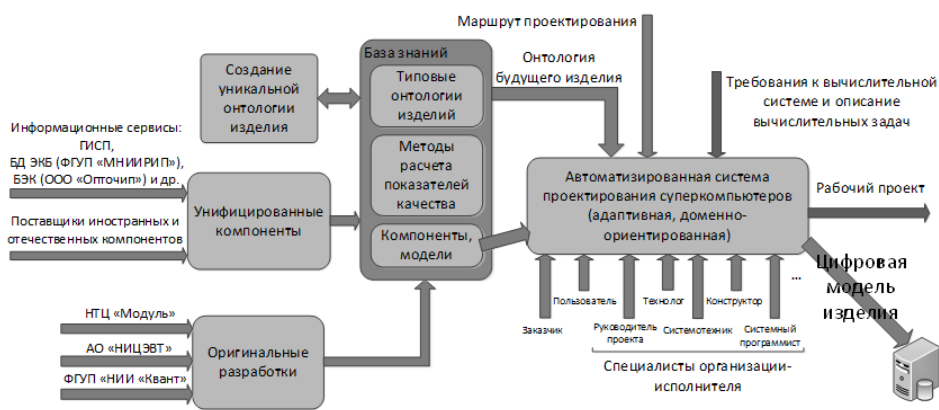 Маршрут проектирования
База знаний
Создание
уникальной
онтологии
изделия
Типовые
онтологии
изделий
Онтология
будущего изделия
Требования к вычислительной
системе и описание
вычислительных задач
Информационные сервисы:
ГИСП,
БД ЭКБ (ФГУП «МНИИРИП»),
БЭК (ООО «Опточип») и др.
Методы
расчета
показателей
качества
Автоматизированная система
проектирования суперкомпьютеров
(адаптивная, доменно-
ориентированная)
Рабочий проект
Поставщики иностранных и
отечественных компонентов
Унифицированные
компоненты
Компоненты,
модели
Цифровая
модель
изделия
...
Пользователь
Технолог
Конструктор
Заказчик
Руководитель
проекта
Системотехник
Системный
программист
Специалисты организации-
исполнителя
НТЦ «Модуль»
АО «НИЦЭВТ»
ФГУП «НИИ «Квант»
Оригинальные
разработки